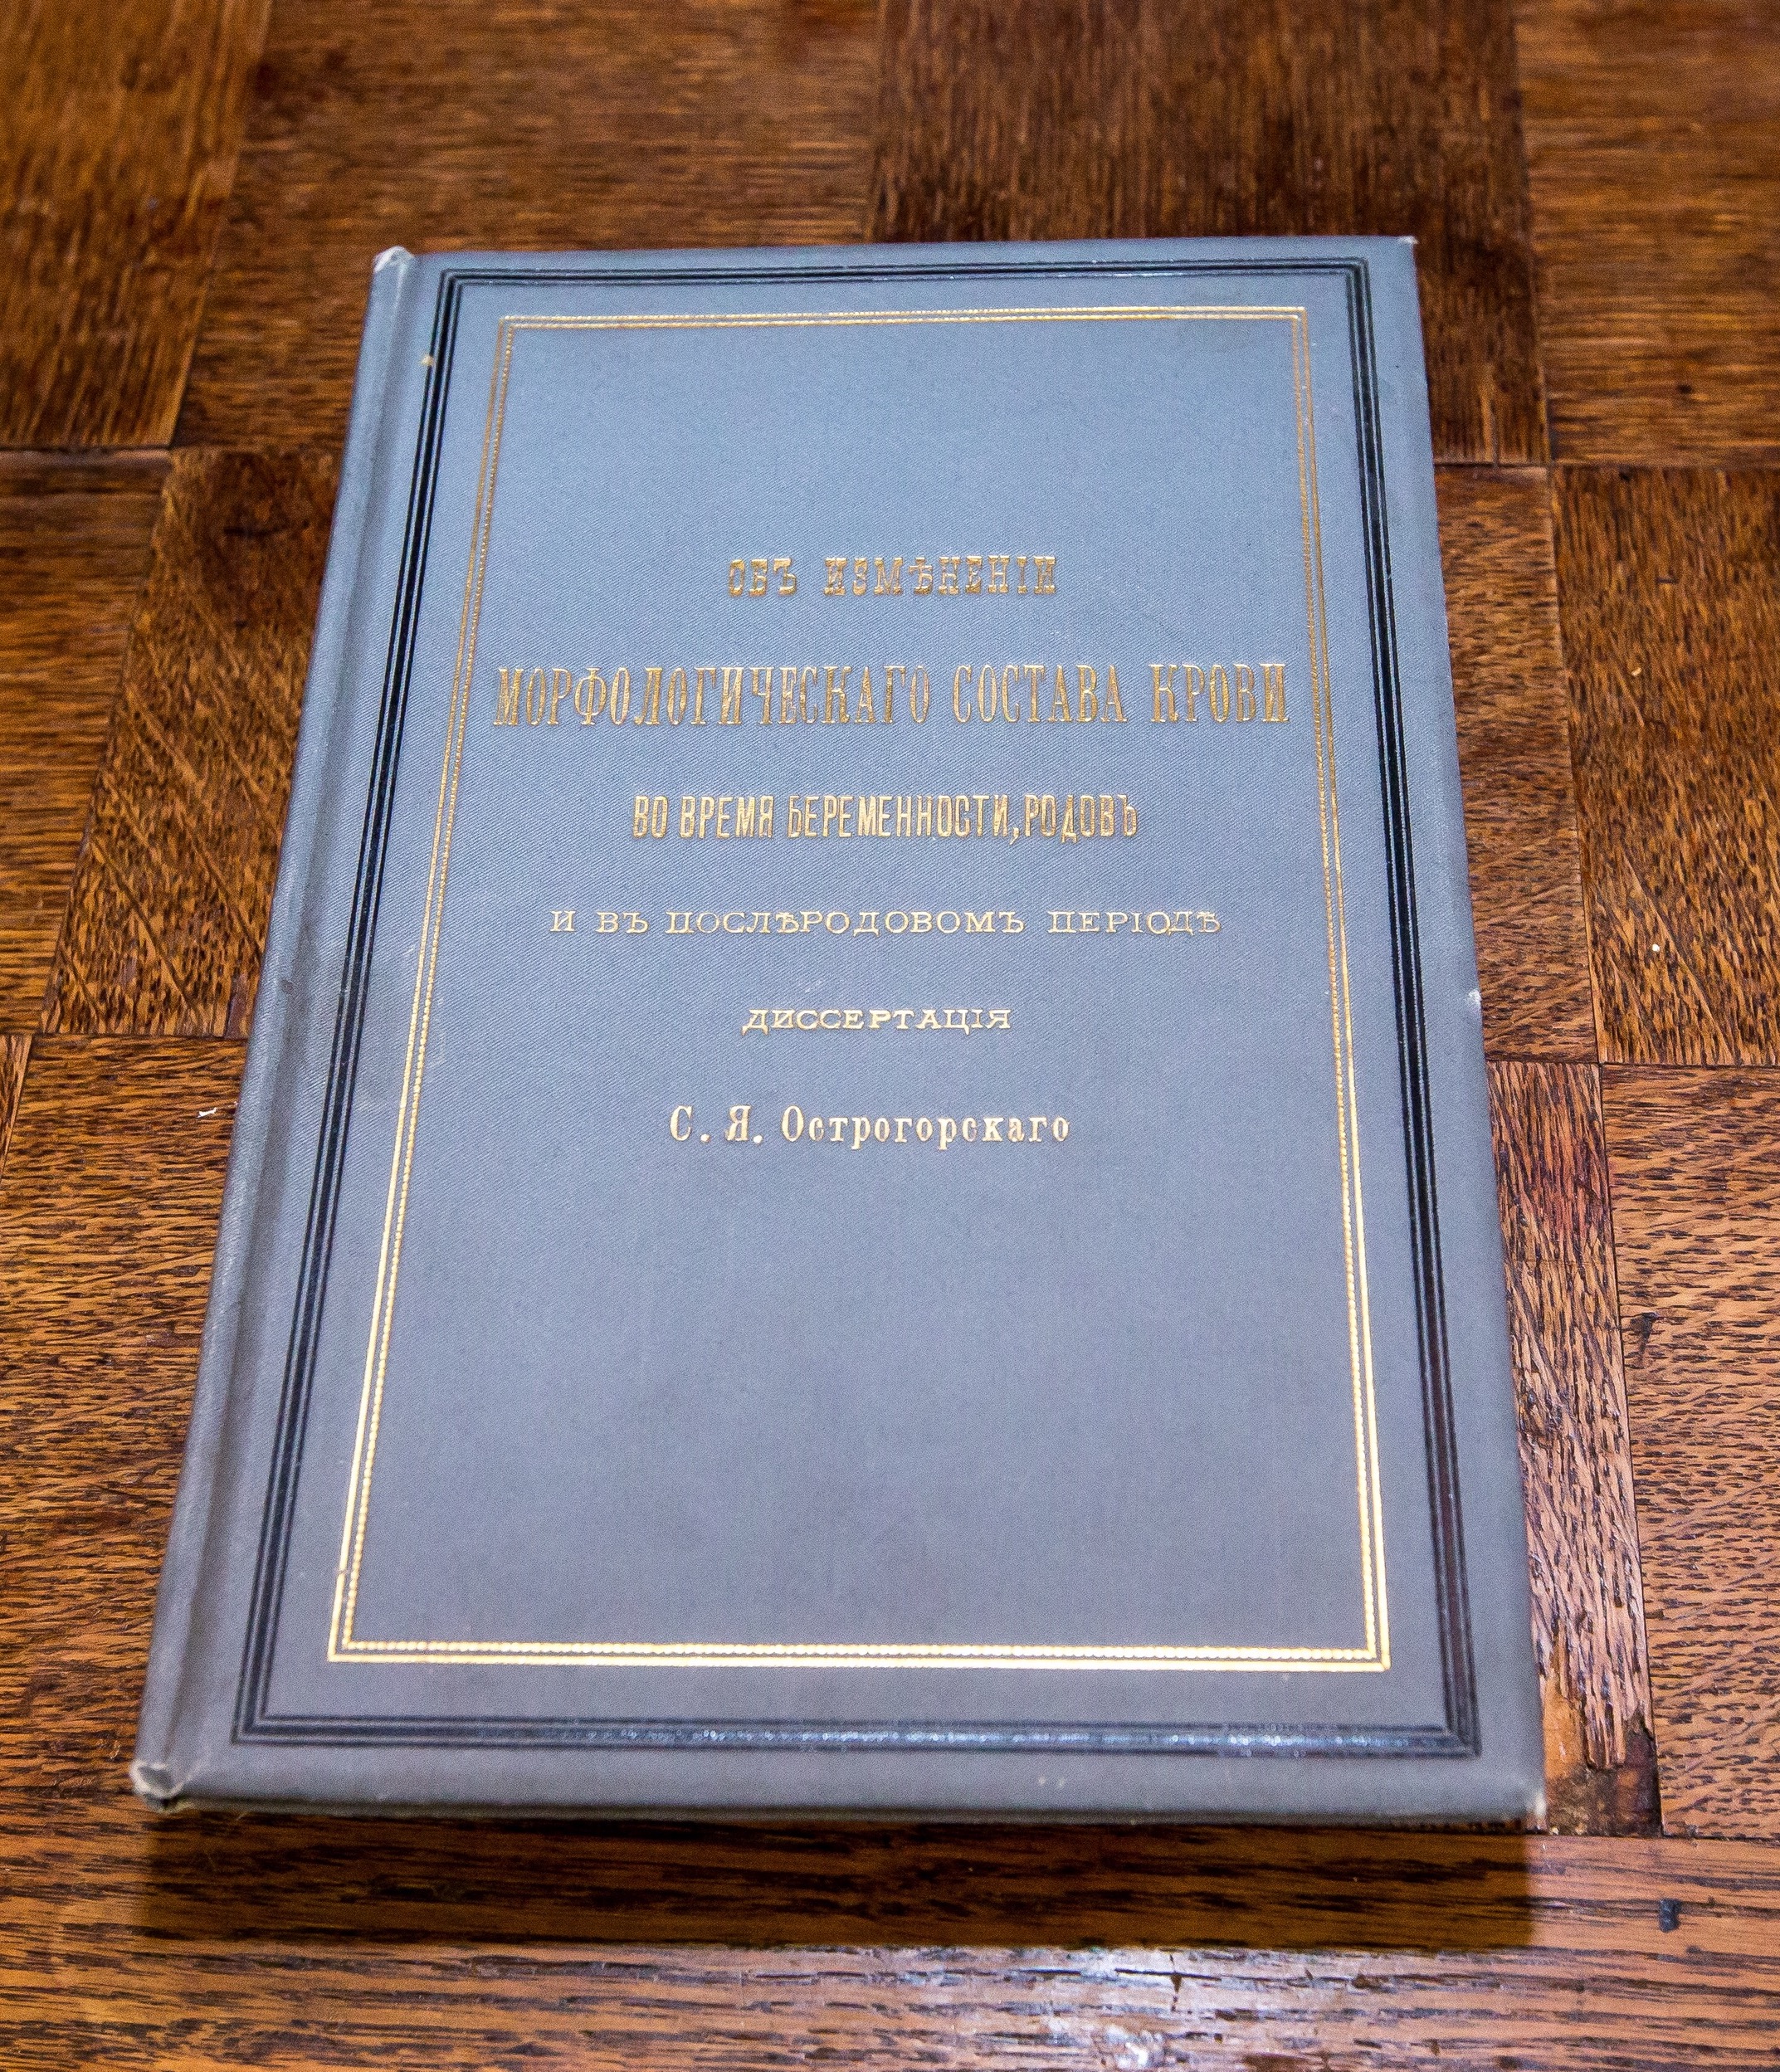 ОБЪ ИЗМѢНЕНІИ
МОРФОЛОГИЧЕСКАГО СОСТАВА КРОВИ
ВО ВРЕМЯ БЕРЕМЕННОСТИ, РОДОВЪ
И ВЪ ПОСЛѢРОДОВОМЪ ПЕРІОДѢ
ДИССЕРТАЦІЯ
С. Я. Острогорскаго